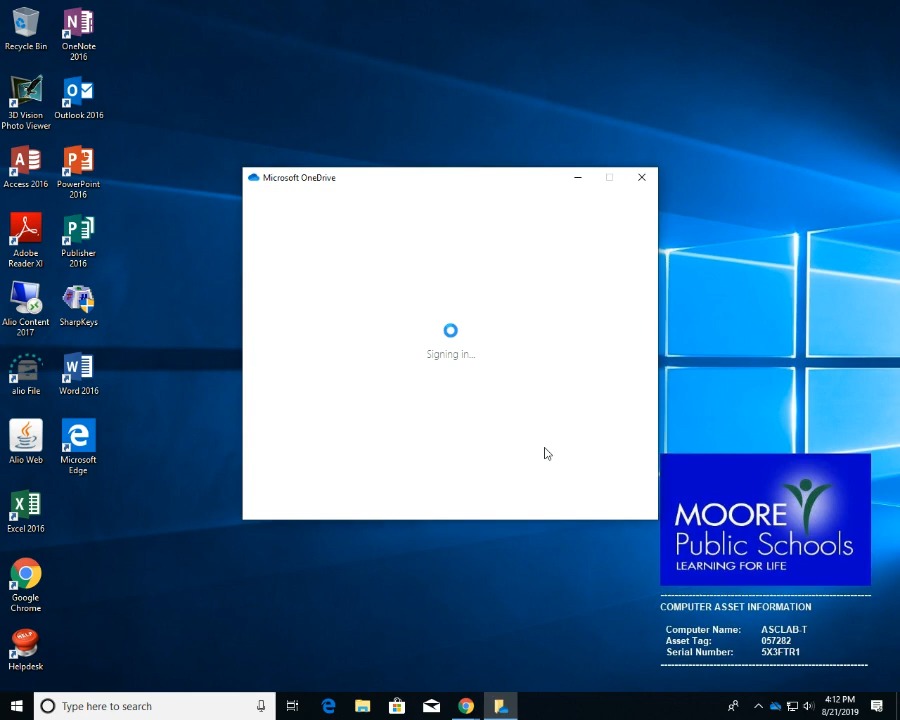 Recycle Bin
OneNote
2016
3D Vision
Photo Viewer
Outlook 2016
Access 2016
PowerPoint
2016
Adobe
Reader XI
Publisher
2016
Alio Content
2017
SharpKeys
alio File
Word 2016
Alio Web
Microsoft
Edge
Excel 2016
Google
Chrome
HELP
Helpdesk
Microsoft OneDrive
Signing in...
MOORE
Public Schools
LEARNING FOR LIFE
COMPUTER ASSET INFORMATION
Computer Name: ASCLAB-T
Asset Tag: 057282
Serial Number: 5X3FTR1
Type here to search
4:12 PM
8/21/2019